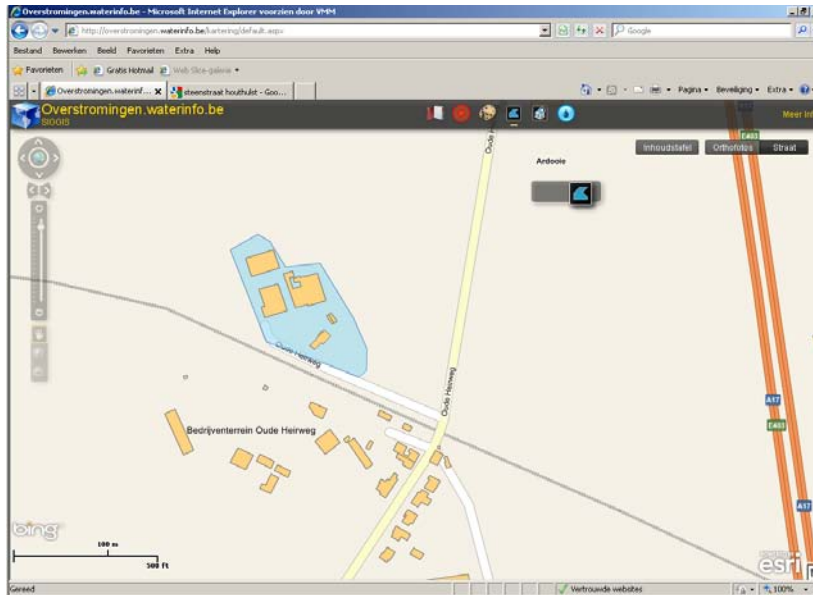 Overstromingen.waterinfo.be - Microsoft Internet Explorer voorzien door VMM
http://overstromingen.waterinfo.be/kartering/default.aspx
Google
Bestand Bewerken Beeld Favorieten Extra Help
Favorieten Gratis Hotmail Web Slice-galerie
Overstromingen.waterinf... X steenstraat houthulst - Goo...
Pagina Beveiliging Extra
Overstromingen.waterinfo.be
SIGGIS
Meer in
Inhoudstafel Orthofotos Straat
Ardooie
E403
Oude H
Oude Heirweg
Oude Heirweg
Bedrijventerrein Oude Heirweg
A17
E403
A17
bing
100 m
500 ft
esri
Gereed
Vertrouwde websites
100%